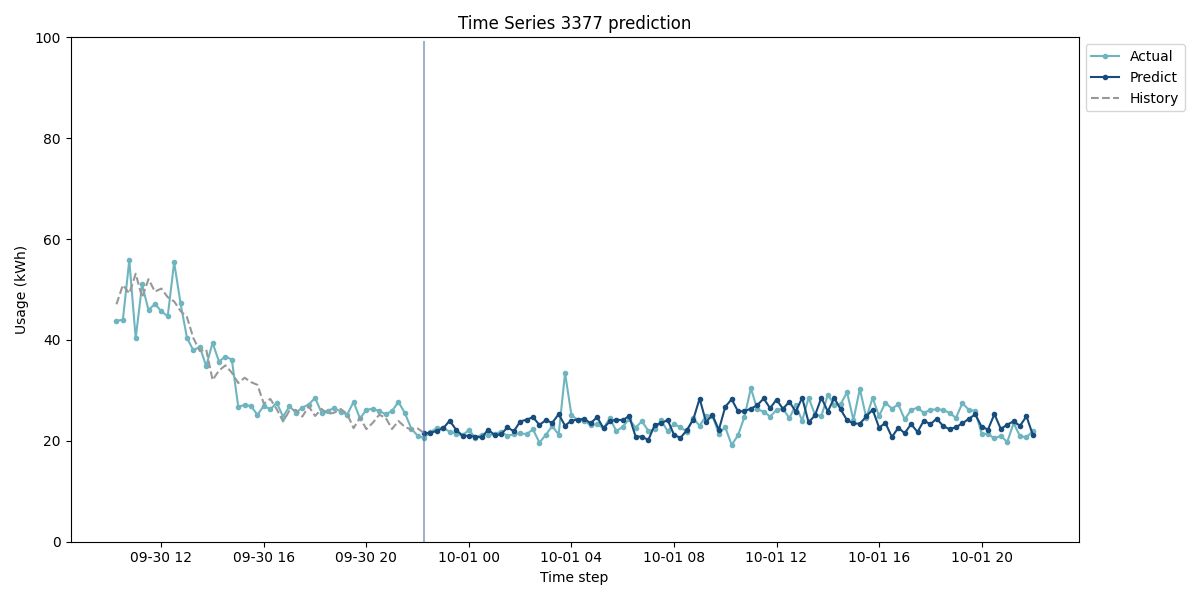 Time Series 3377 prediction
Usage (kWh)
100
80
60
40
20
0
09-30 12
09-30 16
09-30 20
10-01 00
10-01 04
10-01 08
10-01 12
10-01 16
10-01 20
Time step
Actual
Predict
History